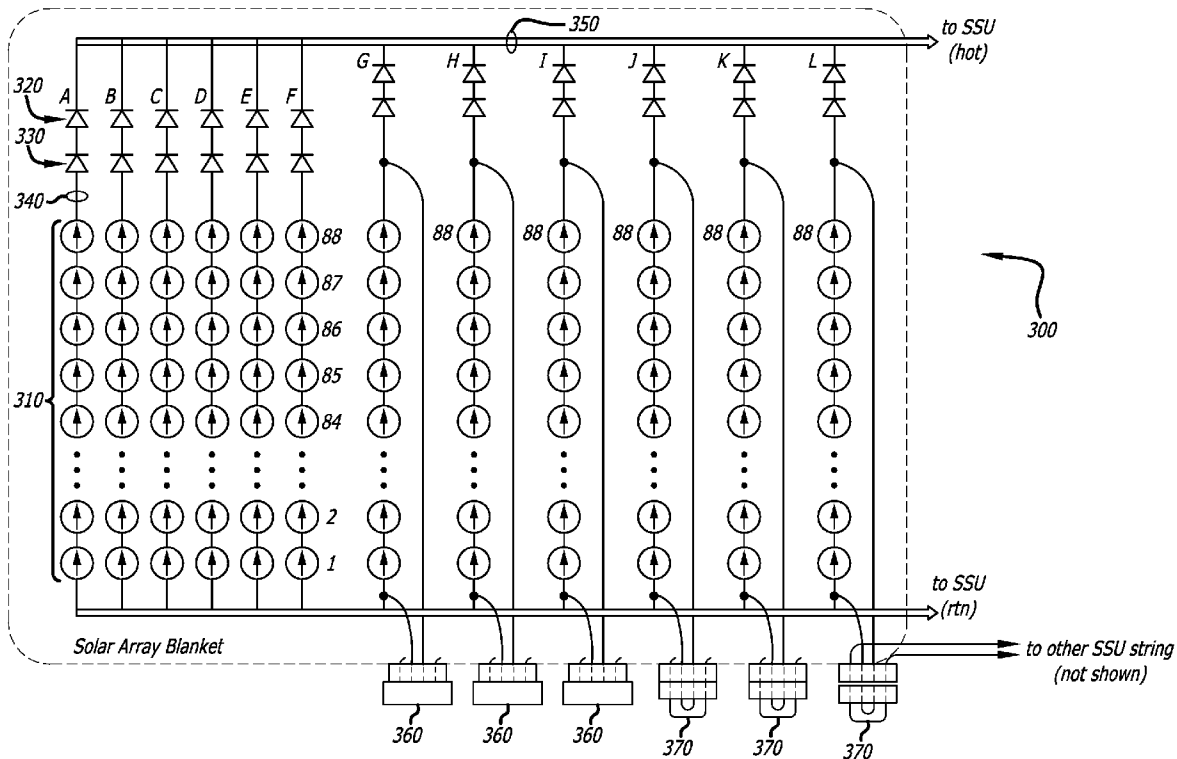 350
to SSU
(hot)
G H I J K L
320
A B C D E F
330
340
88 88 88 88 88 88
87
300
86
85
310
84
2
1
to SSU
(rtn)
Solar Array Blanket
to other SSU string
(not shown)
360 360 360 370 370 370